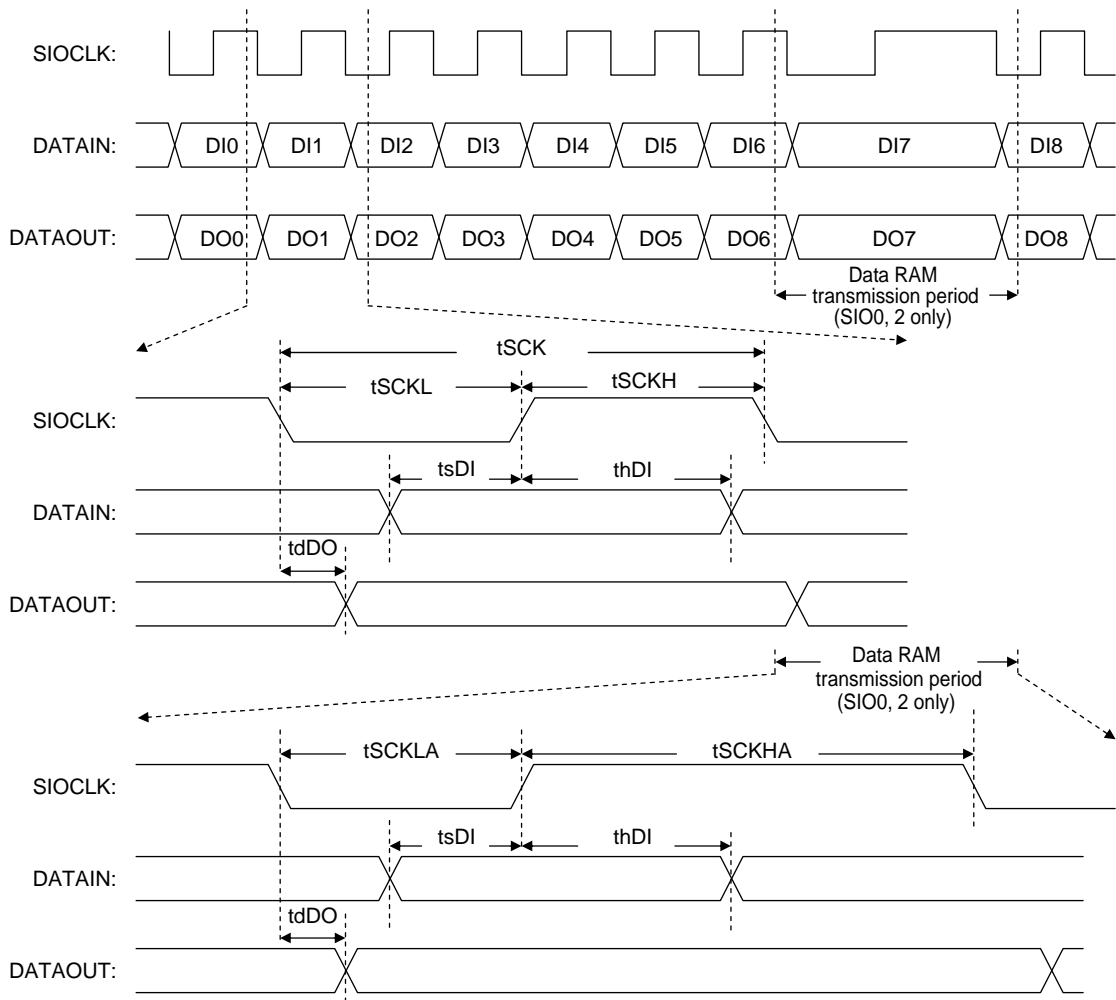 SIOCLK:
DATAIN: DI0 DI1 DI2 DI3 DI4 DI5 DI6 DI7 DI8
DATAOUT: DO0 DO1 DO2 DO3 DO4 DO5 DO6 DO7 DO8
Data RAM
transmission period
(SIO0, 2 only)
tSCK
tSCKL tSCKH
SIOCLK:
tsDI thDI
DATAIN:
tdDO
DATAOUT:
Data RAM
transmission period
(SIO0, 2 only)
tSCKLA tSCKHA
SIOCLK:
tsDI thDI
DATAIN:
tdDO
DATAOUT: